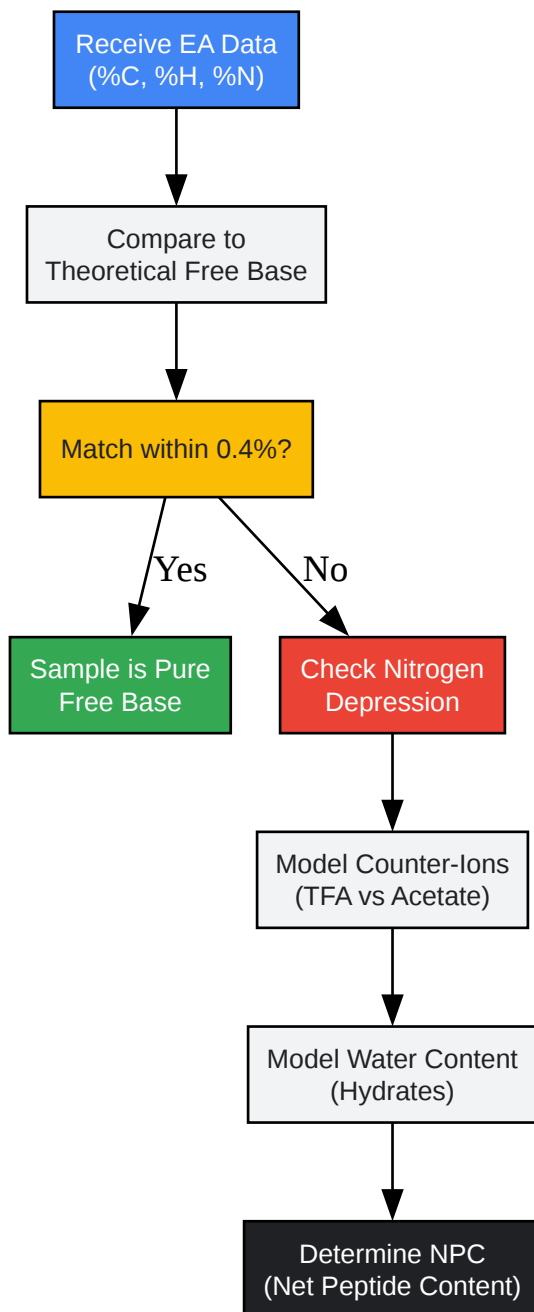 Receive EA Data
(%C, %H, %N)
Compare to
Theoretical Free Base
Match within 0.4%?
Yes
No
Sample is Pure
Free Base
Check Nitrogen
Depression
Model Counter-Ions
(TFA vs Acetate)
Model Water Content
(Hydrates)
Determine NPC
(Net Peptide Content)